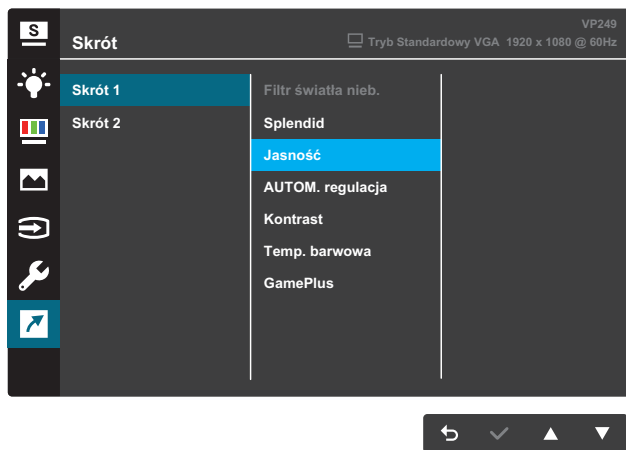 S
VP249
Skrót
Tryb Standardowy VGA 1920 x 1080 @ 60Hz
Skrót 1
Skrót 2
Filtr światła nieb.
Splendid
Jasność
AUTOM. regulacja
Kontrast
Temp. barwowa
GamePlus